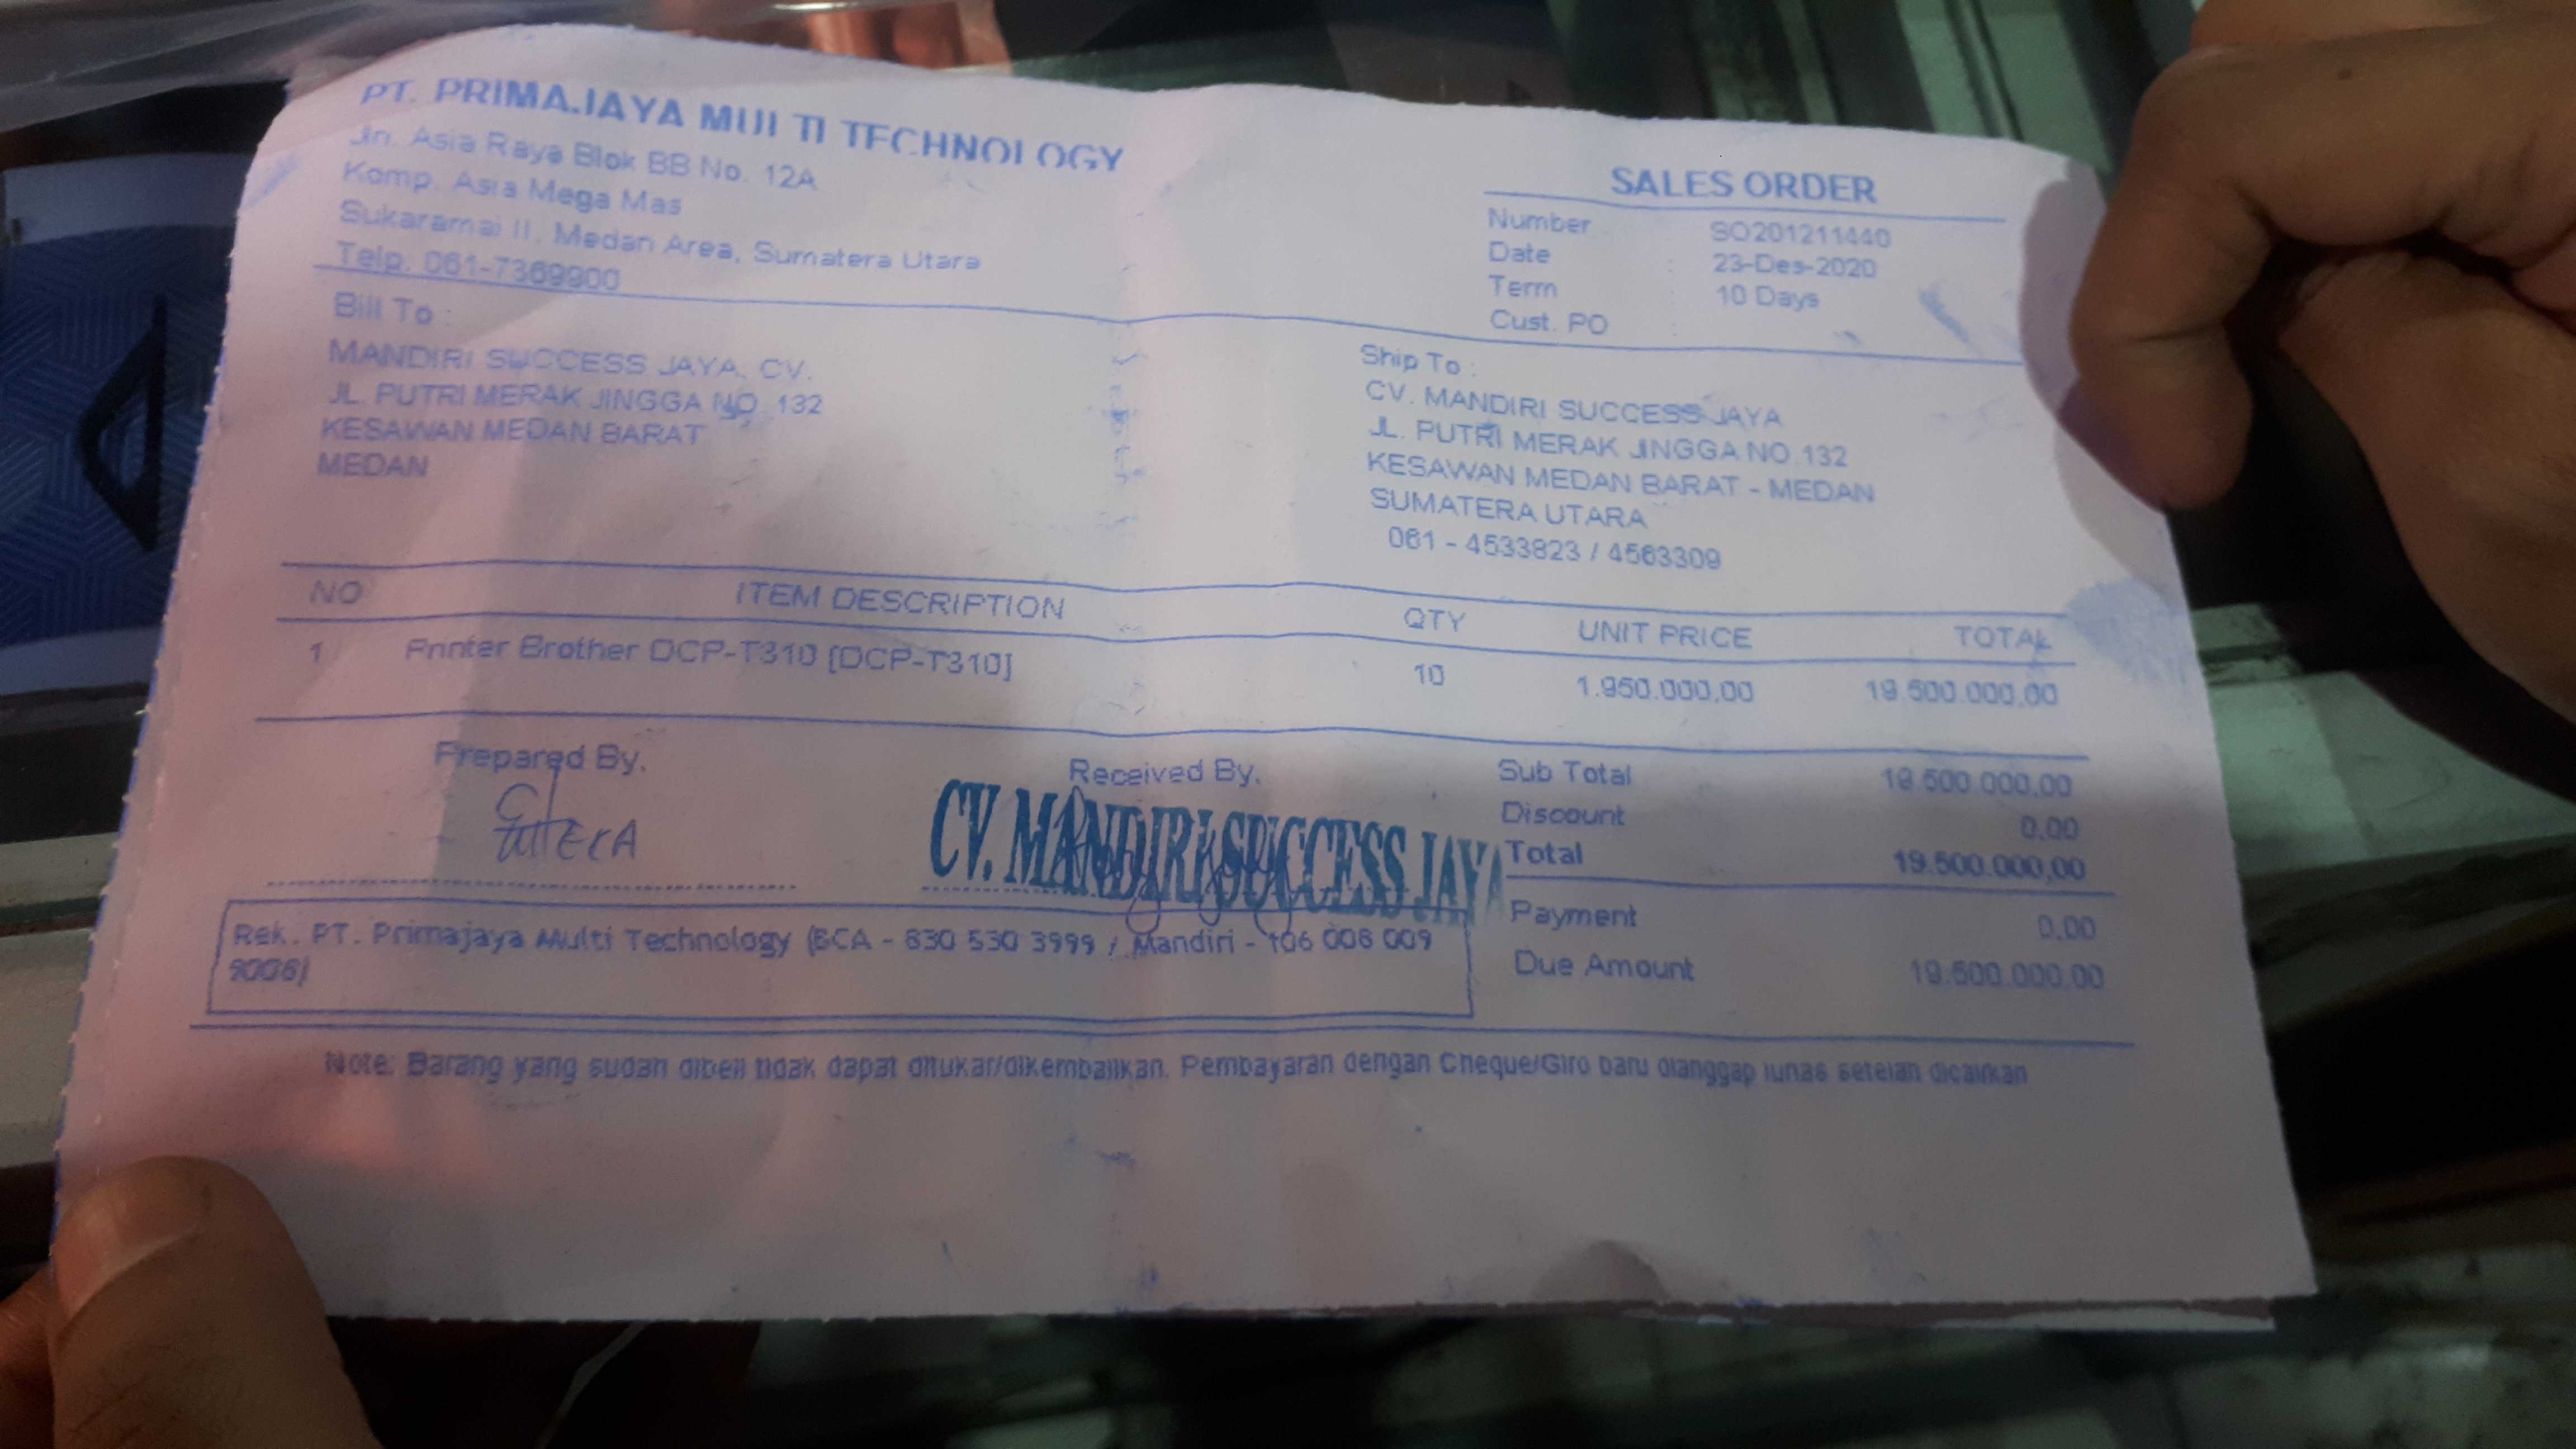 PT. PRIMAJAYA MULTI TECHNOLOGY
Jln. Asia Raya Blok BB No. 12A
Komp. Asia Mega Mas
Sukaramai II, Medan Area, Sumatera Utara
Telp. 061-7369900
SALES ORDER
Number SO201211440
Date : 23-Des-2020
Term : 10 Days
Cust. PO :
Bill To :
MANDIRI SUCCESS JAYA, CV.
JL. PUTRI MERAK JINGGA NO. 132
KESAWAN MEDAN BARAT
MEDAN
Ship To :
CV. MANDIRI SUCCESS JAYA
JL. PUTRI MERAK JINGGA NO.132
KESAWAN MEDAN BARAT - MEDAN
SUMATERA UTARA
061 - 4533823 / 4563309
NO ITEM DESCRIPTION QTY UNIT PRICE TOTAL
1 Printer Brother DCP-T310 [DCP-T310] 10 1.950.000,00 19.500.000,00
Prepared By,
Received By,
CV. MANDIRI SUCCESS JAYA
Sub Total 19.500.000,00
Discount 0,00
Total 19.500.000,00
Payment 0,00
Due Amount 19.500.000,00
Rek. PT. Primajaya Multi Technology (BCA - 830 530 3999 / Mandiri - 106 008 009
Note: Barang yang sudah dibeli tidak dapat ditukar/dikembalikan. Pembayaran dengan Cheque/Giro baru dianggap lunas setelah dicairkan